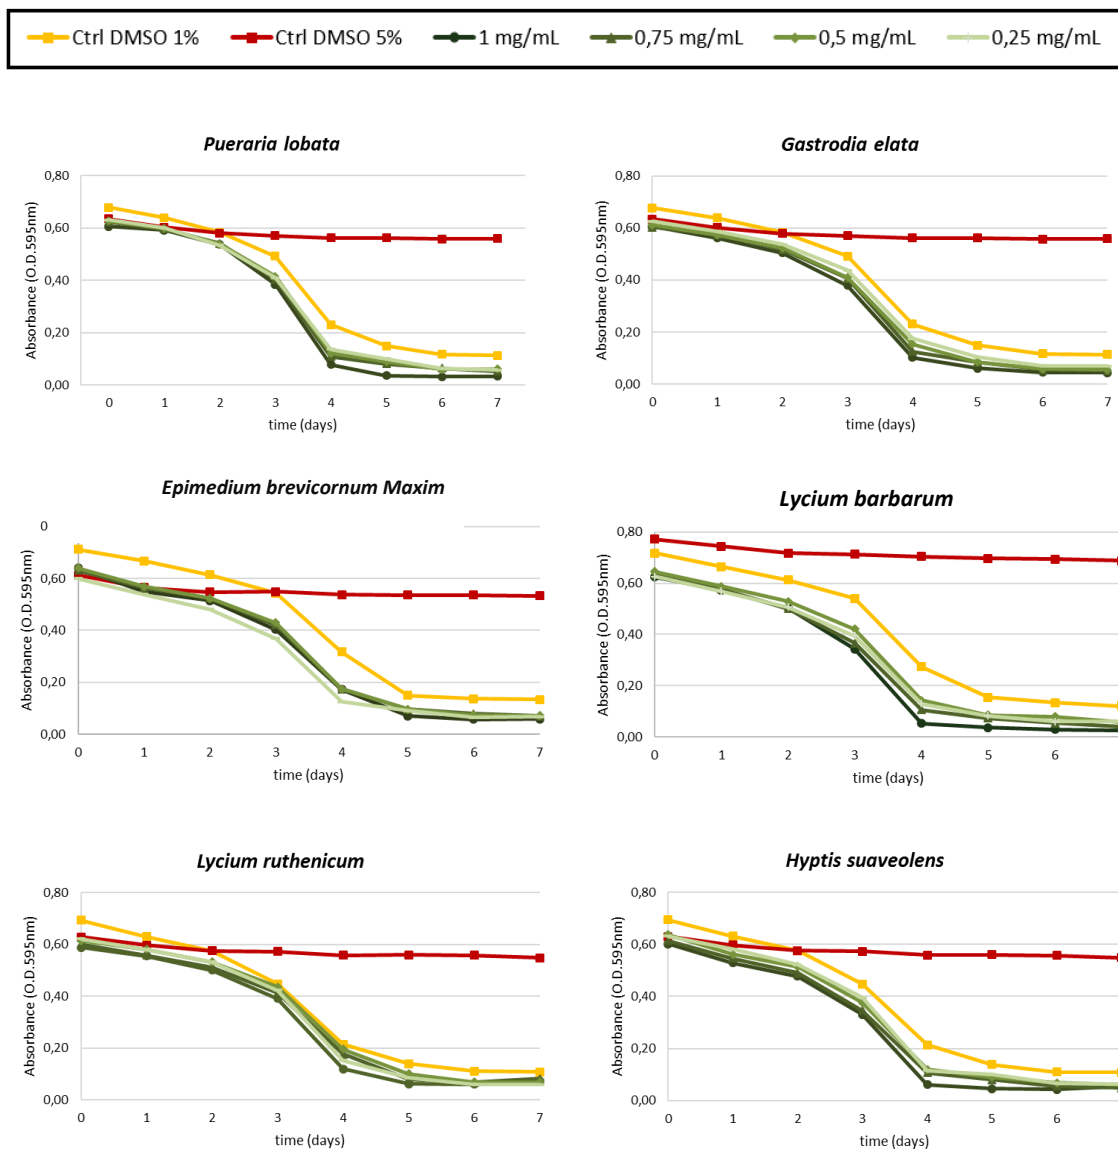 Ctrl DMSO 1% Ctrl DMSO 5% 1 mg/mL 0,75 mg/mL 0,5 mg/mL 0,25 mg/mL
Pueraria lobata
Absorbance (O.D.595nm)
0,80
0,60
0,40
0,20
0,00
0 1 2 3 4 5 6 7
time (days)
Gastrodia elata
Absorbance (O.D.595nm)
0,80
0,60
0,40
0,20
0,00
0 1 2 3 4 5 6 7
time (days)
Epimedium brevicornum Maxim
Absorbance (O.D.595nm)
0
0,60
0,40
0,20
0,00
0 1 2 3 4 5 6 7
time (days)
Lycium barbarum
Absorbance (O.D.595nm)
0,80
0,60
0,40
0,20
0,00
0 1 2 3 4 5 6 7
time (days)
Lycium ruthenicum
Absorbance (O.D.595nm)
0,80
0,60
0,40
0,20
0,00
0 1 2 3 4 5 6 7
time (days)
Hyptis suaveolens
Absorbance (O.D.595nm)
0,80
0,60
0,40
0,20
0,00
0 1 2 3 4 5 6 7
time (days)